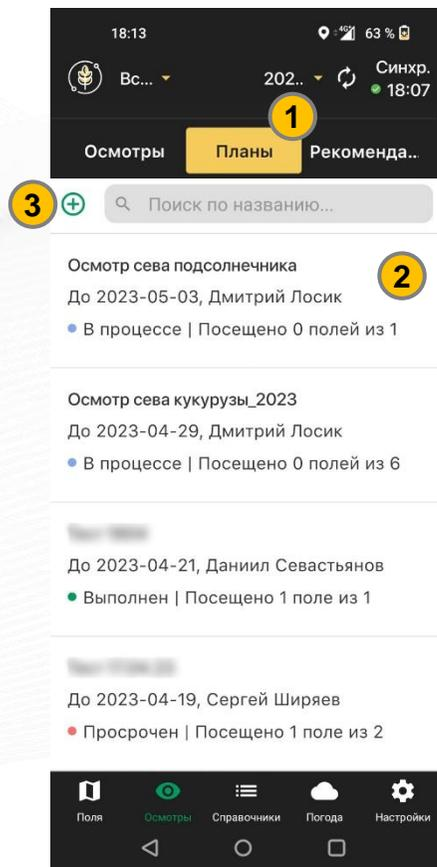 18:13
4G 63 %
Вс... 202.. Синхр.
18:07
1
Осмотры Планы Рекоменда..
3 Поиск по названию...
Осмотр сева подсолнечника
2
До 2023-05-03, Дмитрий Лосик
В процессе | Посещено 0 полей из 1
Осмотр сева кукурузы_2023
До 2023-04-29, Дмитрий Лосик
В процессе | Посещено 0 полей из 6
До 2023-04-21, Даниил Севастьянов
Выполнен | Посещено 1 поле из 1
До 2023-04-19, Сергей Ширяев
Просрочен | Посещено 1 поле из 2
Поля Осмотры Справочники Погода Настройки